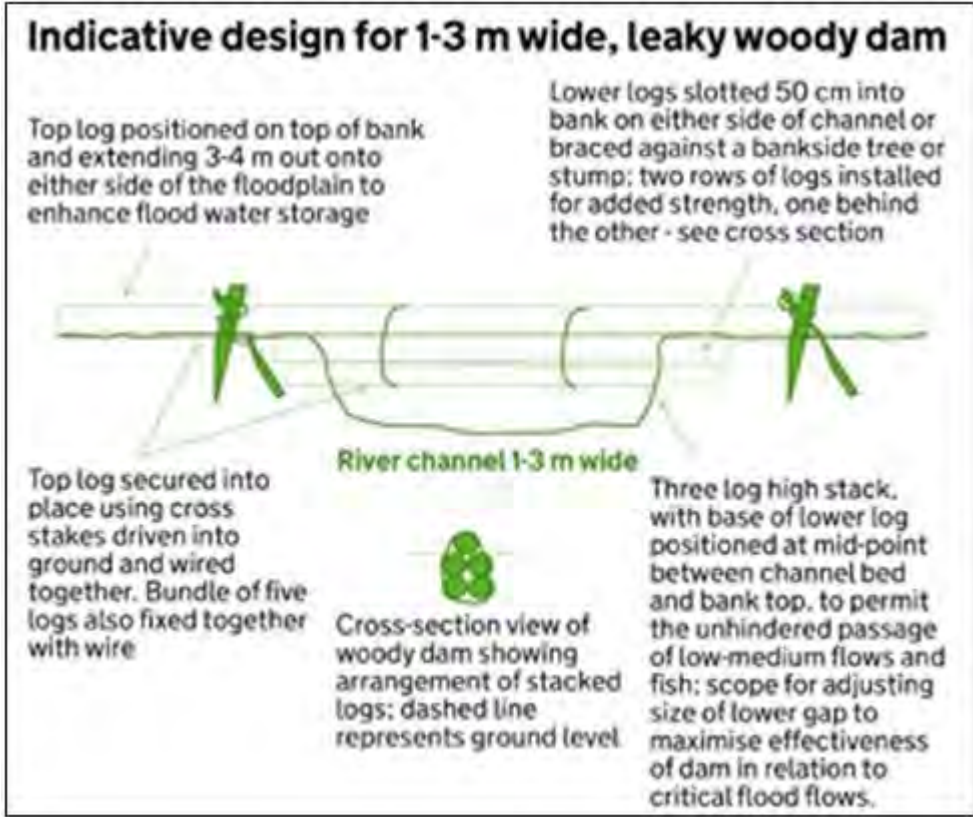 Indicative design for 1-3 m wide, leaky woody dam
Top log positioned on top of bank
and extending 3-4 m out onto
either side of the floodplain to
enhance flood water storage
Lower logs slotted 50 cm into
bank on either side of channel or
braced against a bankside tree or
stump; two rows of logs installed
for added strength, one behind
the other - see cross section
River channel 1-3 m wide
Top log secured into
place using cross
stakes driven into
ground and wired
together. Bundle of five
logs also fixed together
with wire
Cross-section view of
woody dam showing
arrangement of stacked
logs; dashed line
represents ground level
Three log high stack,
with base of lower log
positioned at mid-point
between channel bed
and bank top, to permit
the unhindered passage
of low-medium flows and
fish; scope for adjusting
size of lower gap to
maximise effectiveness
of dam in relation to
critical flood flows.